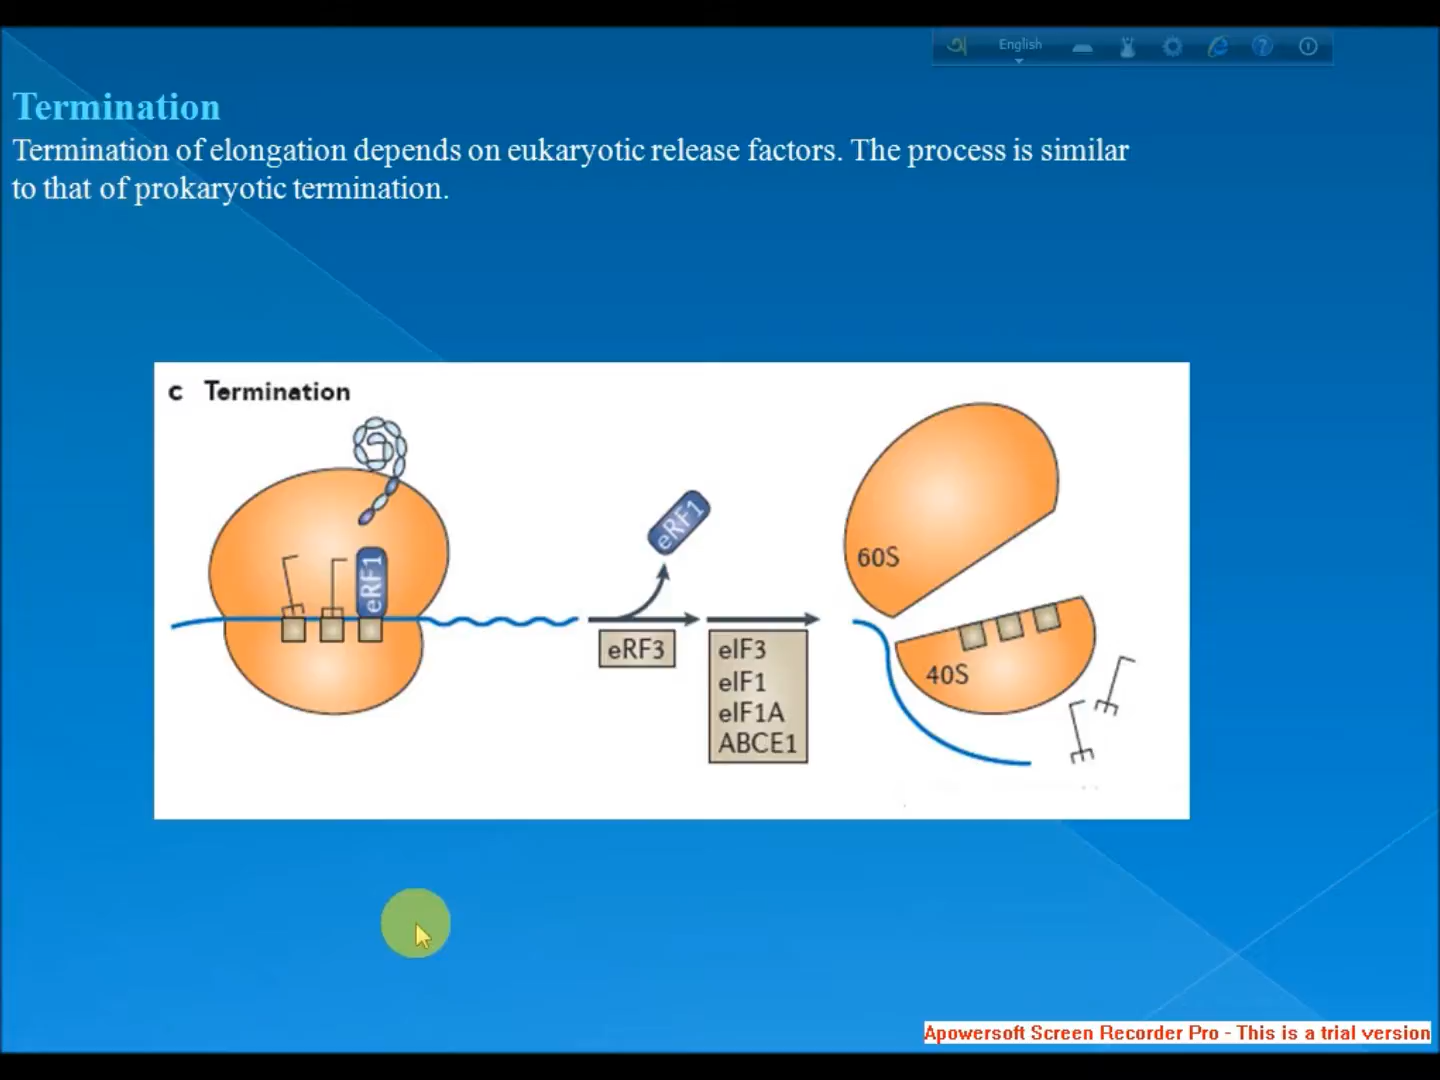 English
Termination
Termination of elongation depends on eukaryotic release factors. The process is similar
to that of prokaryotic termination.
c Termination
eRF1
eRF1
60S
eRF3
eIF3
eIF1
eIF1A
ABCE1
40S
Apowersoft Screen Recorder Pro - This is a trial version